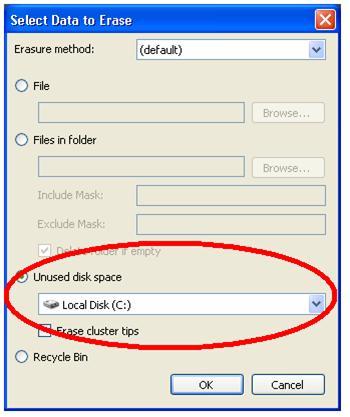 Select Data to Erase
Erasure method: (default)
File
Browse...
Files in folder
Browse...
Include Mask:
Exclude Mask:
Delete folder if empty
Unused disk space
Local Disk (C:)
Erase cluster tips
Recycle Bin
OK Cancel